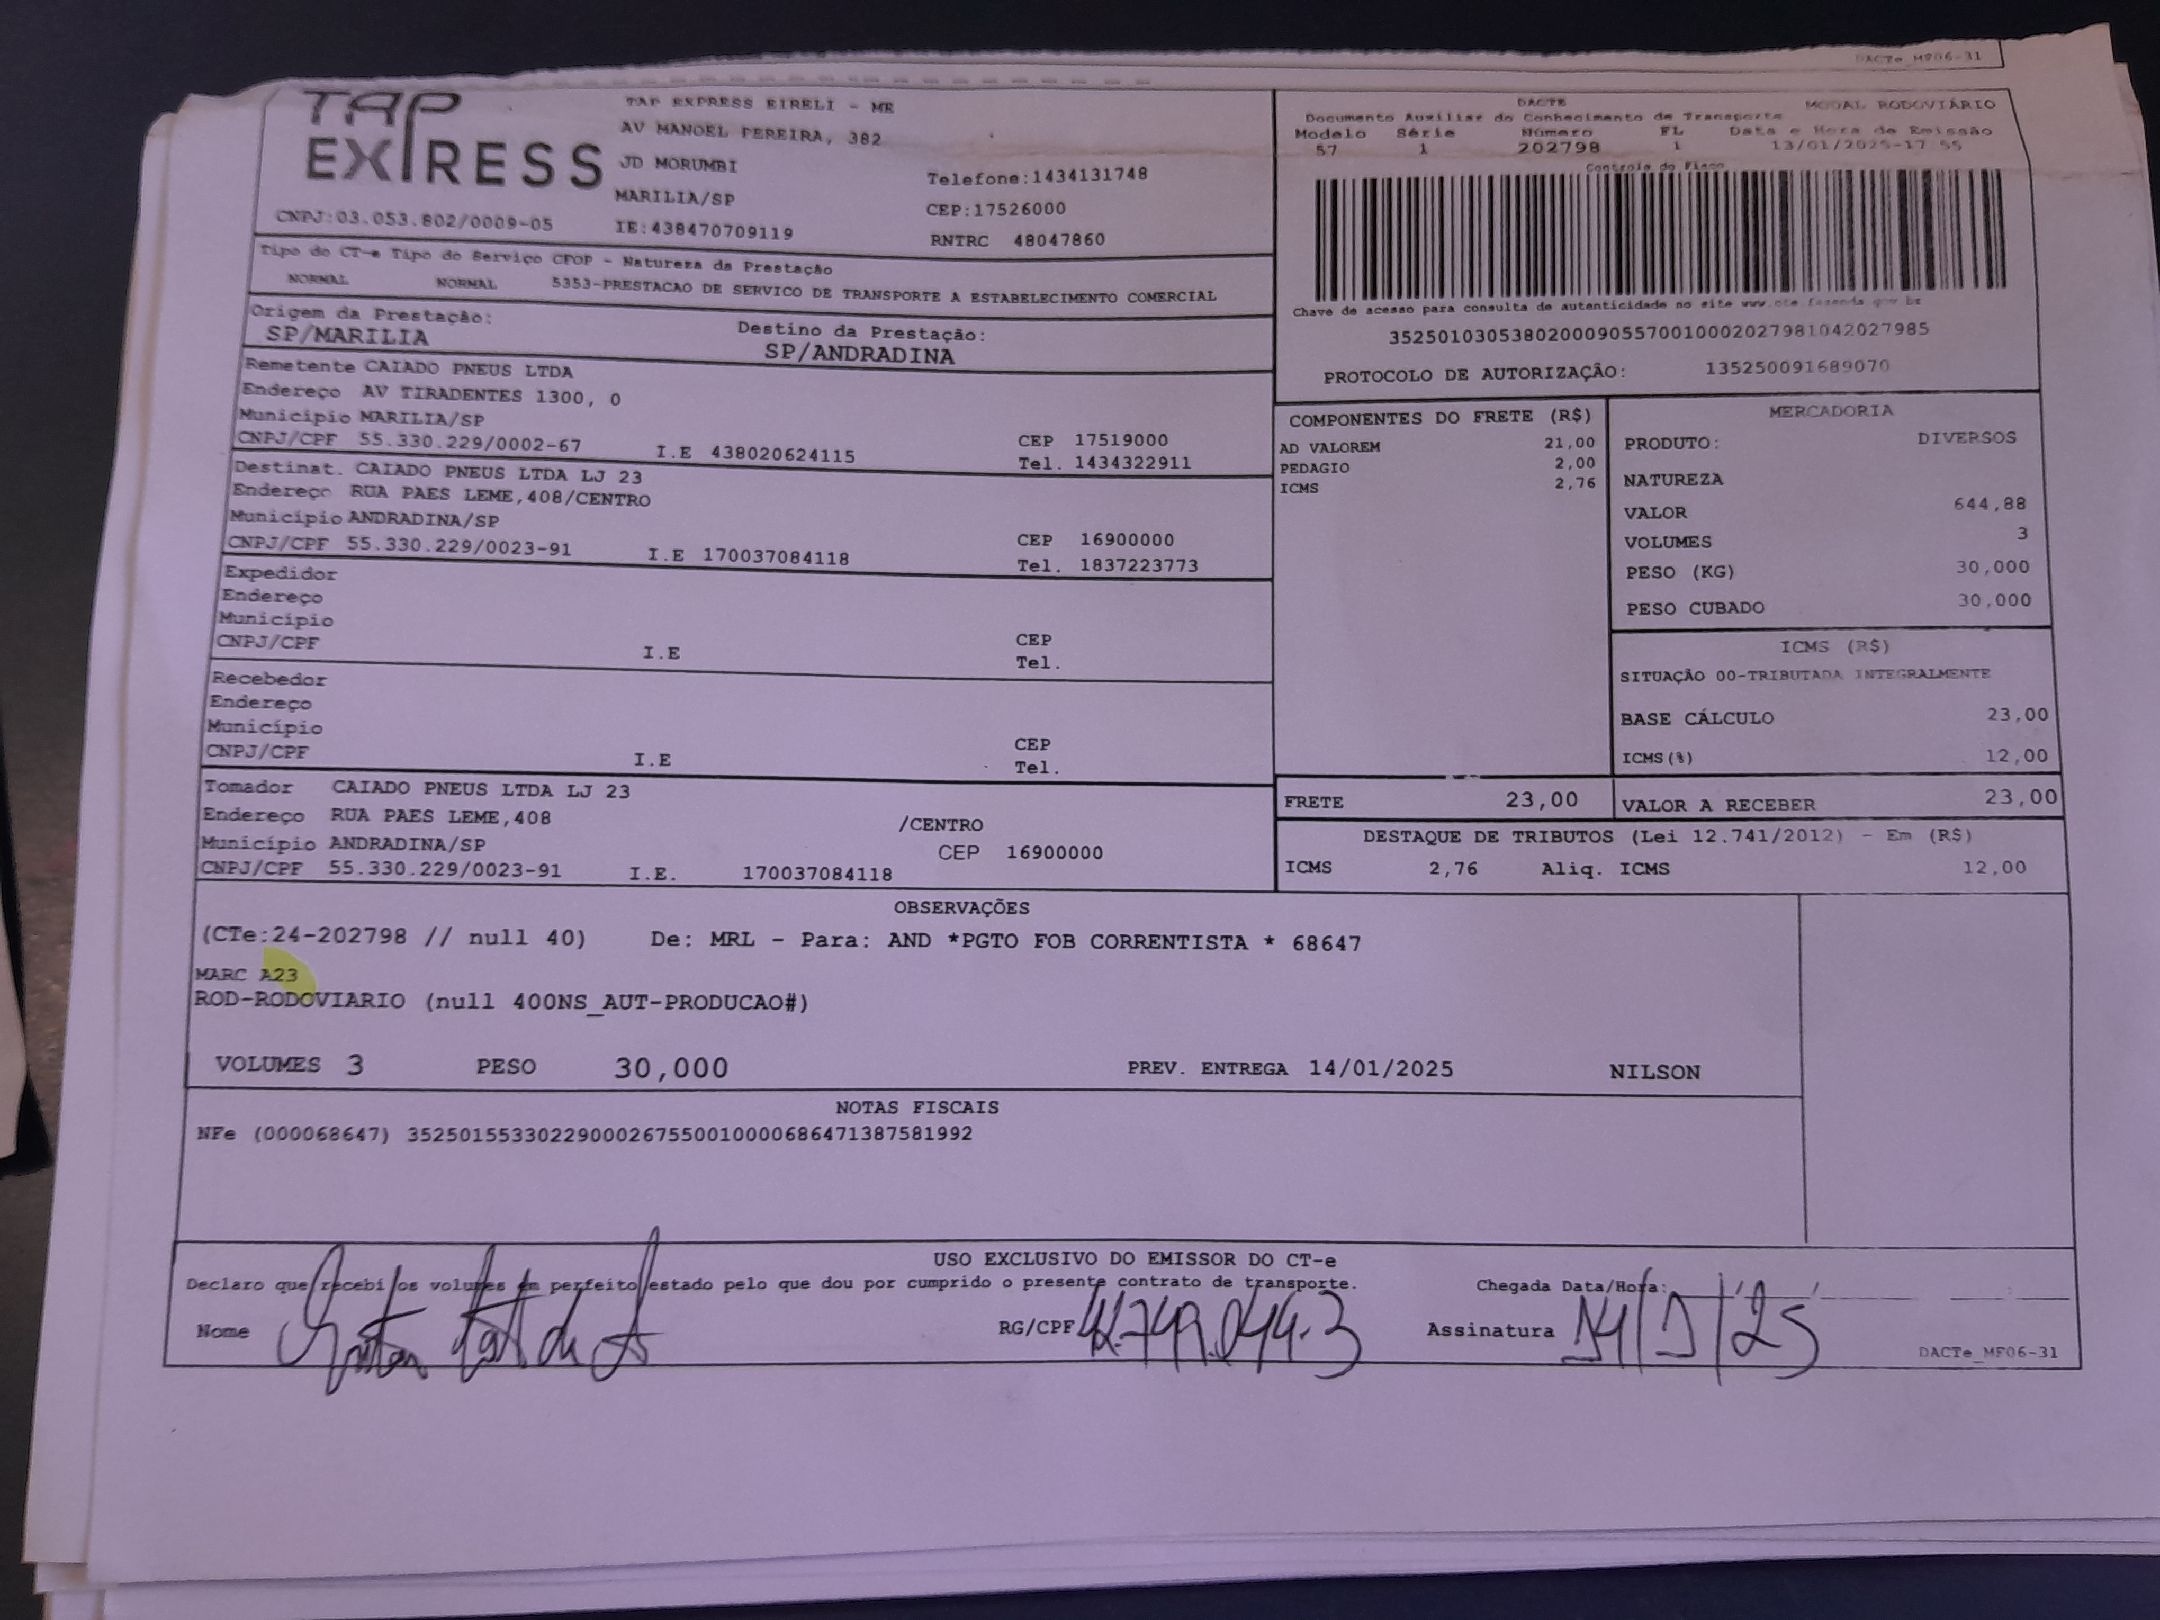 DACTe_MF06-31
TAP EXPRESS
TAP EXPRESS EIRELI - ME
AV MANOEL PEREIRA, 382
JD MORUMBI
Telefone:1434131748
MARILIA/SP
CEP:17526000
CNPJ:03.053.802/0009-05
IE:438470709119
RNTRC 48047860
DACTE
MODAL RODOVIÁRIO
Documento Auxiliar do Conhecimento de Transporte
Modelo Série Número FL Data e Hora de Emissão
57 1 202798 1 13/01/2025-17 55
Controle do Fisco
Chave de acesso para consulta de autenticidade no site www.cte.fazenda.gov.br
35250103053802000905570010002027981042027985
PROTOCOLO DE AUTORIZAÇÃO: 135250091689070
Tipo do CT-e Tipo do Serviço CFOP - Natureza da Prestação
NORMAL NORMAL 5353-PRESTACAO DE SERVICO DE TRANSPORTE A ESTABELECIMENTO COMERCIAL
Origem da Prestação: Destino da Prestação:
SP/MARILIA SP/ANDRADINA
Remetente CAIADO PNEUS LTDA
Endereço AV TIRADENTES 1300, 0
Município MARILIA/SP CEP 17519000
CNPJ/CPF 55.330.229/0002-67 I.E 438020624115 Tel. 1434322911
Destinat. CAIADO PNEUS LTDA LJ 23
Endereço RUA PAES LEME,408/CENTRO
Município ANDRADINA/SP CEP 16900000
CNPJ/CPF 55.330.229/0023-91 I.E 170037084118 Tel. 1837223773
Expedidor
Endereço
Município CEP
CNPJ/CPF I.E Tel.
Recebedor
Endereço
Município CEP
CNPJ/CPF I.E Tel.
Tomador CAIADO PNEUS LTDA LJ 23
Endereço RUA PAES LEME,408 /CENTRO
Município ANDRADINA/SP CEP 16900000
CNPJ/CPF 55.330.229/0023-91 I.E. 170037084118
COMPONENTES DO FRETE (R$)
AD VALOREM 21,00
PEDAGIO 2,00
ICMS 2,76
MERCADORIA
PRODUTO: DIVERSOS
NATUREZA
VALOR 644,88
VOLUMES 3
PESO (KG) 30,000
PESO CUBADO 30,000
ICMS (R$)
SITUAÇÃO 00-TRIBUTADA INTEGRALMENTE
BASE CÁLCULO 23,00
ICMS(%) 12,00
FRETE 23,00 VALOR A RECEBER 23,00
DESTAQUE DE TRIBUTOS (Lei 12.741/2012) - Em (R$)
ICMS 2,76 Aliq. ICMS 12,00
OBSERVAÇÕES
(CTe:24-202798 // null 40) De: MRL - Para: AND *PGTO FOB CORRENTISTA * 68647
MARC A23
ROD-RODOVIARIO (null 400NS_AUT-PRODUCAO#)
VOLUMES 3 PESO 30,000 PREV. ENTREGA 14/01/2025 NILSON
NOTAS FISCAIS
NFe (000068647) 35250155330229000267550010000686471387581992
USO EXCLUSIVO DO EMISSOR DO CT-e
Declaro que recebi os volumes em perfeito estado pelo que dou por cumprido o presente contrato de transporte. Chegada Data/Hora:
Nome RG/CPF Assinatura 14/1/25
DACTe_MF06-31